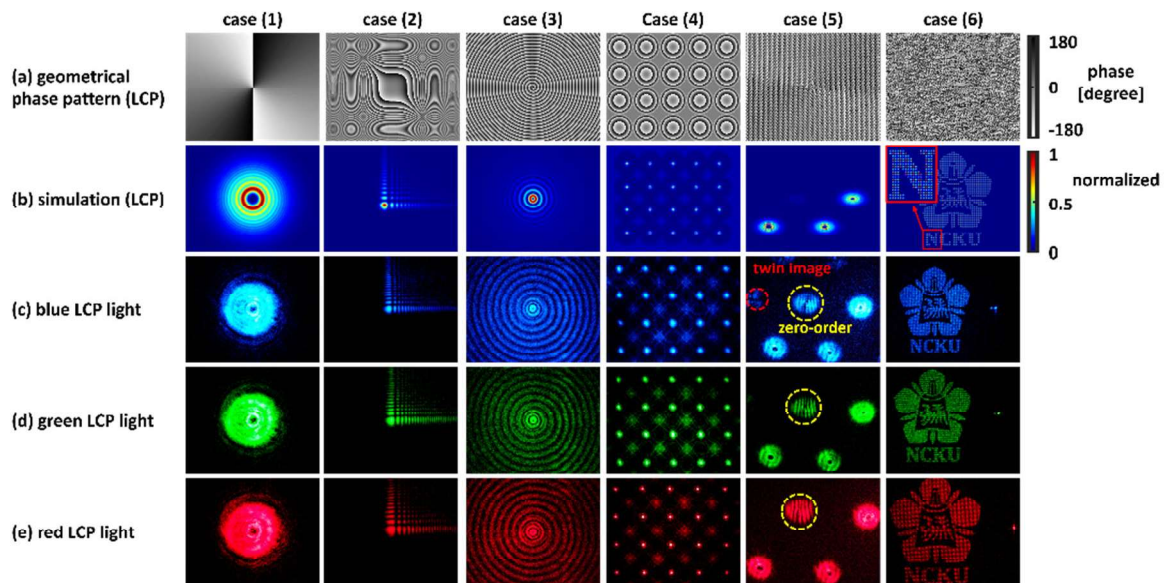 case (1) case (2) case (3) Case (4) case (5) case (6)
(a) geometrical
phase pattern (LCP)
180
phase
0
[degree]
-180
(b) simulation (LCP)
N
NCKU
1
normalized
0.5
0
(c) blue LCP light
twin image
zero-order
NCKU
(d) green LCP light
NCKU
(e) red LCP light
NCKU